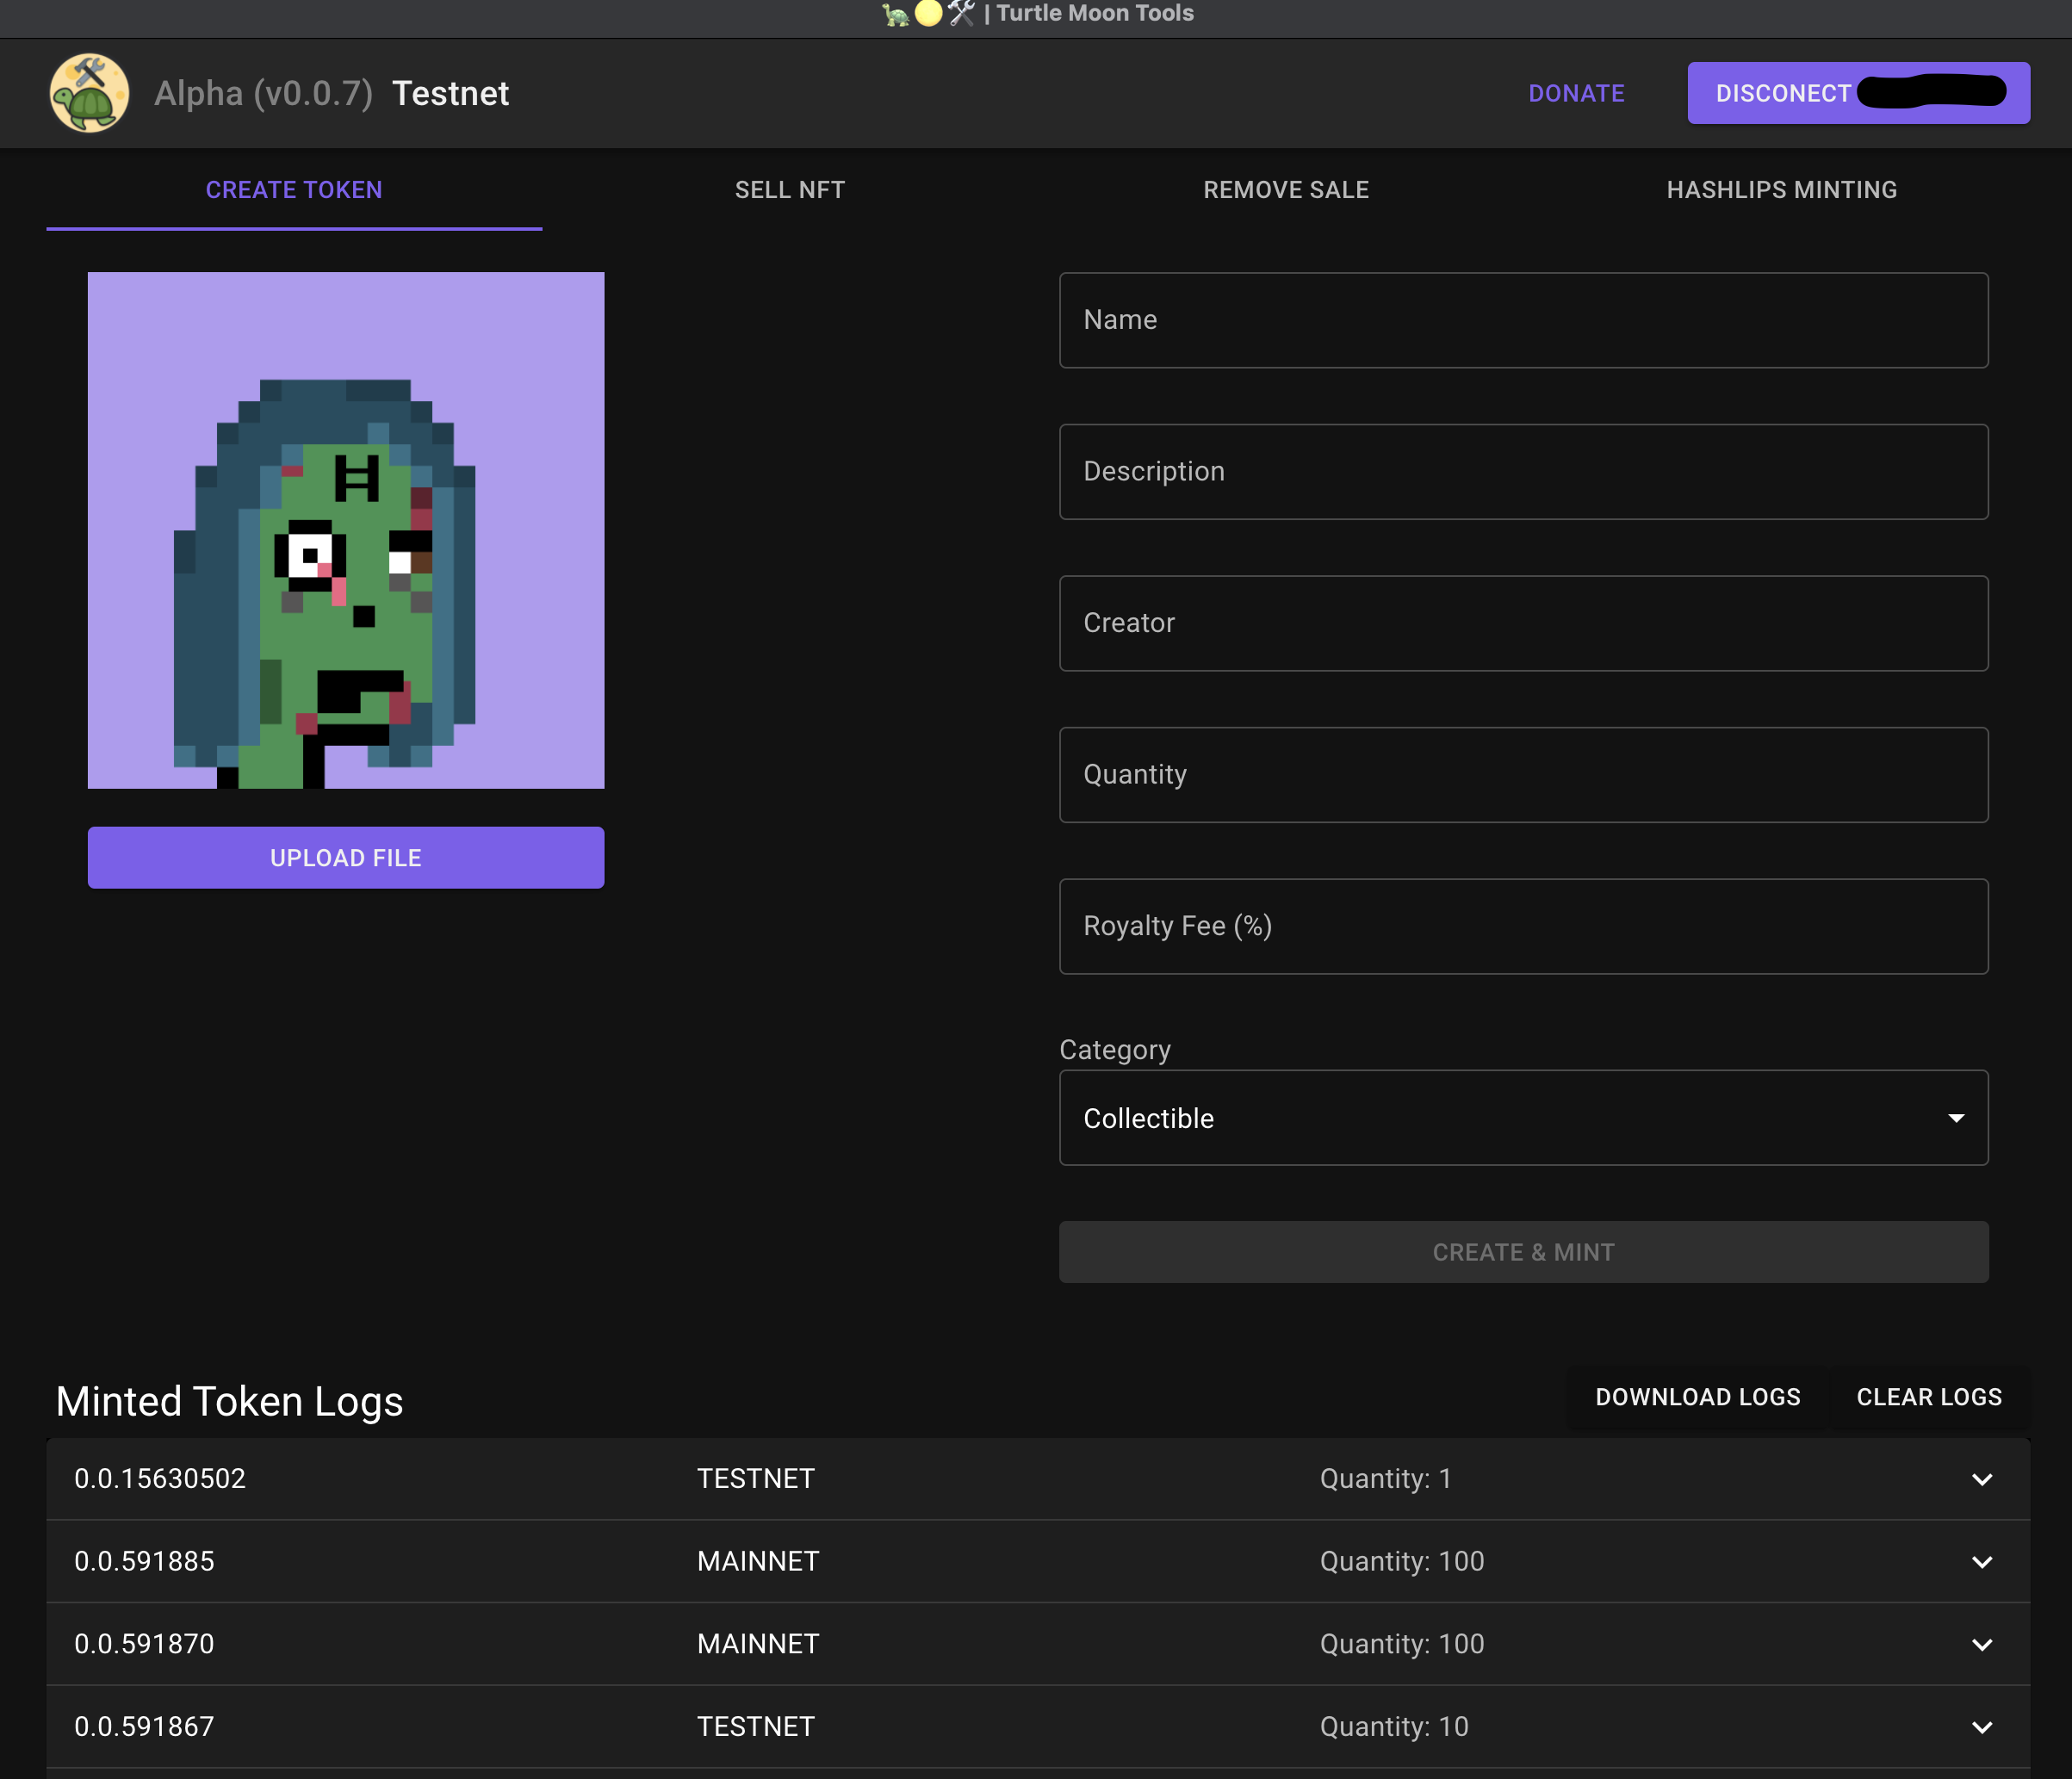 | Turtle Moon Tools
Alpha (v0.0.7) Testnet
DONATE
DISCONECT
CREATE TOKEN
SELL NFT
REMOVE SALE
HASHLIPS MINTING
UPLOAD FILE
Name
Description
Creator
Quantity
Royalty Fee (%)
Category
Collectible
CREATE & MINT
Minted Token Logs
DOWNLOAD LOGS
CLEAR LOGS
0.0.15630502 TESTNET Quantity: 1
0.0.591885 MAINNET Quantity: 100
0.0.591870 MAINNET Quantity: 100
0.0.591867 TESTNET Quantity: 10